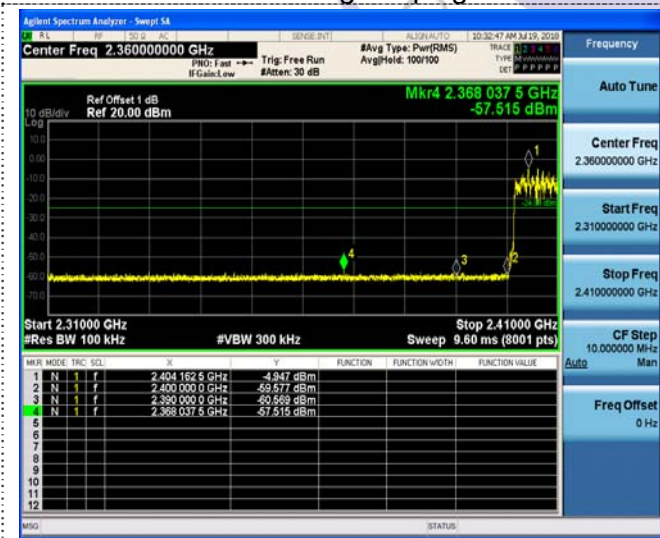 Agilent Spectrum Analyzer - Swept SA
RL RF 50 Ω AC SENSE:INT ALIGNAUTO 10:32:47 AM Jul 19, 2018
Center Freq 2.360000000 GHz
PNO: Fast
IFGain:Low
Trig: Free Run
#Atten: 30 dB
#Avg Type: Pwr(RMS)
Avg|Hold: 100/100
TRACE 1 2 3 4 5 6
TYPE
DET P P P P P P
Frequency
Auto Tune
Center Freq
2.360000000 GHz
Start Freq
2.310000000 GHz
Stop Freq
2.410000000 GHz
CF Step
10.000000 MHz
Auto Man
Freq Offset
0 Hz
Mkr4 2.368 037 5 GHz
-57.515 dBm
Ref Offset 1 dB
10 dB/div Ref 20.00 dBm
Log
10.0
0.00
-10.0
-20.0
-30.0
-40.0
-50.0
-60.0
-70.0
1
2
3
4
Start 2.31000 GHz Stop 2.41000 GHz
#Res BW 100 kHz #VBW 300 kHz Sweep 9.60 ms (8001 pts)
MKR MODE TRC SCL X Y FUNCTION FUNCTION WIDTH FUNCTION VALUE
1 N 1 f 2.404 162 5 GHz -4.947 dBm
2 N 1 f 2.400 000 0 GHz -59.577 dBm
3 N 1 f 2.390 000 0 GHz -60.569 dBm
4 N 1 f 2.368 037 5 GHz -57.515 dBm
5
6
7
8
9
10
11
12
MSG STATUS